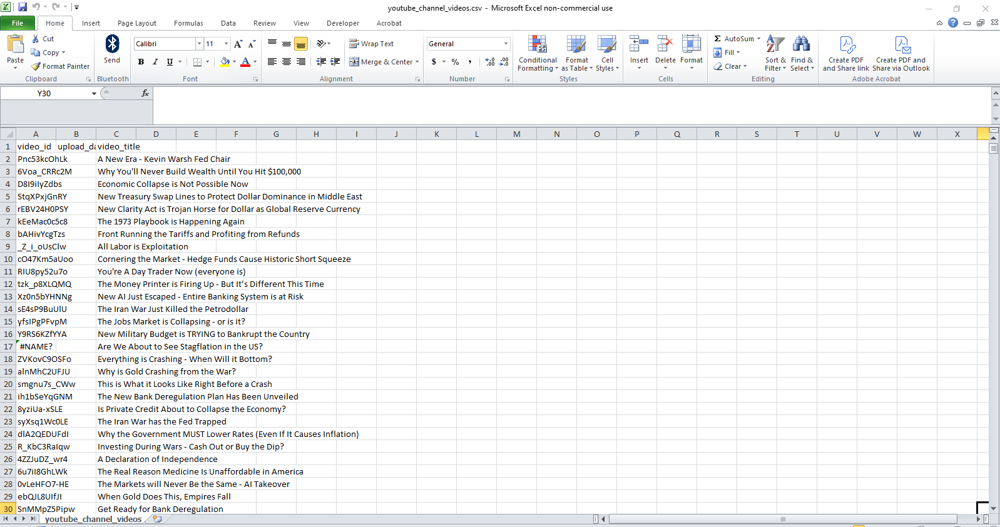 youtube_channel_videos.csv - Microsoft Excel non-commercial use
File Home Insert Page Layout Formulas Data Review View Developer Acrobat
Paste Cut Copy Format Painter Clipboard
Send Bluetooth
Calibri 11 A A B I U A Font
Wrap Text Merge & Center Alignment
General $ % , .00 .00 Number
Conditional Formatting Format as Table Cell Styles Styles
Insert Delete Format Cells
Σ AutoSum Fill Clear Sort & Filter Find & Select Editing
Create PDF and Share link Create PDF and Share via Outlook Adobe Acrobat
Y30 fx
A B C D E F G H I J K L M N O P Q R S T U V W X
1 video_id upload_da video_title
2 Pnc53kcOhLk A New Era - Kevin Warsh Fed Chair
3 6Voa_CRRc2M Why You'll Never Build Wealth Until You Hit $100,000
4 D8I9iIyZdbs Economic Collapse is Not Possible Now
5 StqXPxjGnRY New Treasury Swap Lines to Protect Dollar Dominance in Middle East
6 rEBV24H0PSY New Clarity Act is Trojan Horse for Dollar as Global Reserve Currency
7 kEeMac0c5c8 The 1973 Playbook is Happening Again
8 bAHivYcgTzs Front Running the Tariffs and Profiting from Refunds
9 _Z_i_oUsClw All Labor is Exploitation
10 cO47Km5aUoo Cornering the Market - Hedge Funds Cause Historic Short Squeeze
11 RIU8py52u7o You're A Day Trader Now (everyone is)
12 tzk_p8XLQMQ The Money Printer is Firing Up - But It’s Different This Time
13 Xz0n5bYHNNg New AI Just Escaped - Entire Banking System is at Risk
14 sE4sP9BuUlU The Iran War Just Killed the Petrodollar
15 yfsIPgPFvpM The Jobs Market is Collapsing - or is it?
16 Y9RS6KZfYYA New Military Budget is TRYING to Bankrupt the Country
17 #NAME? Are We About to See Stagflation in the US?
18 ZVKovC9OSFo Everything is Crashing - When Will it Bottom?
19 alnMhC2UFJU Why is Gold Crashing from the War?
20 smgnu7s_CWw This is What it Looks Like Right Before a Crash
21 ih1bSeYqGNM The New Bank Deregulation Plan Has Been Unveiled
22 8yziUa-xSLE Is Private Credit About to Collapse the Economy?
23 syXsq1Wc0LE The Iran War has the Fed Trapped
24 dlA2QEDUFdI Why the Government MUST Lower Rates (Even If It Causes Inflation)
25 R_KbC3RaIqw Investing During Wars - Cash Out or Buy the Dip?
26 4ZZJuDZ_wr4 A Declaration of Independence
27 6u7iI8GhLWk The Real Reason Medicine Is Unaffordable in America
28 0vLeHFO7-HE The Markets will Never Be the Same - AI Takeover
29 ebQJL8UIfJI When Gold Does This, Empires Fall
30 SnMMpZ5Pipw Get Ready for Bank Deregulation
youtube_channel_videos